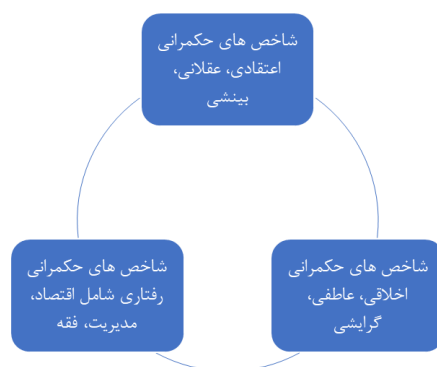 شاخص های حکمرانی
اعتقادی، عقلانی،
بینشی
شاخص های حکمرانی
اخلاقی، عاطفی،
گرایشی
شاخص های حکمرانی
رفتاری شامل اقتصاد،
مدیریت، فقه